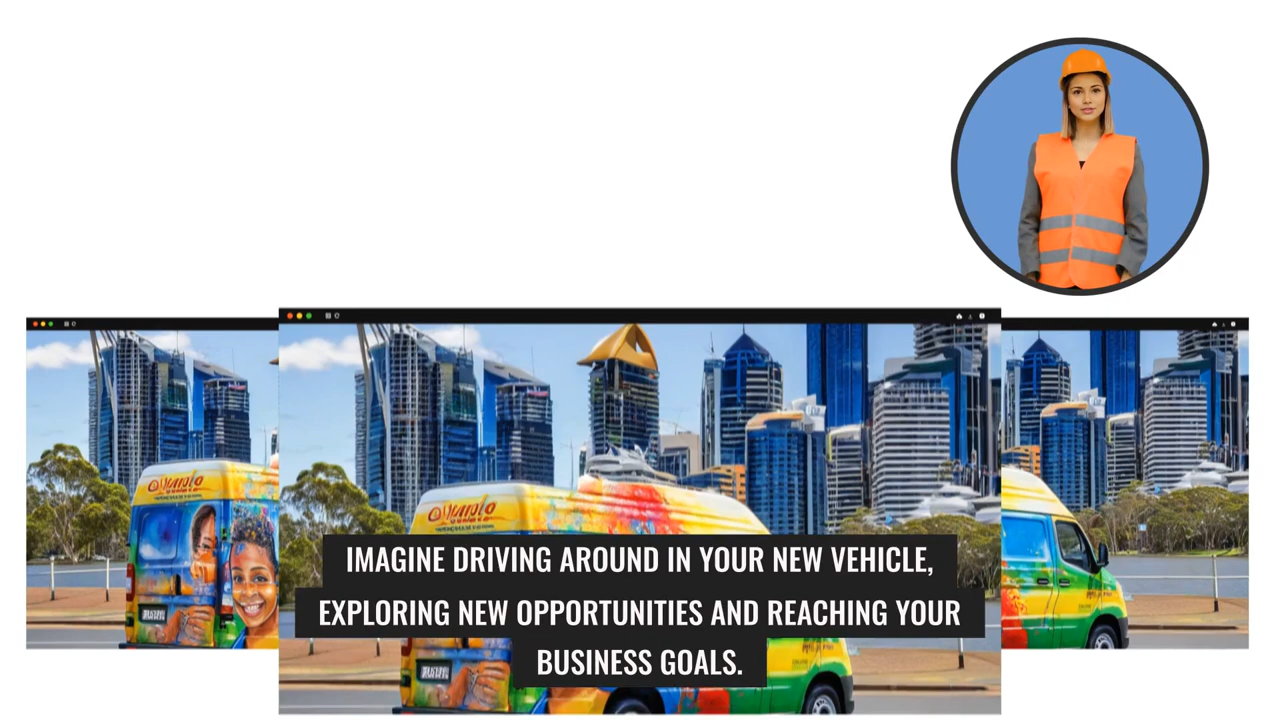 IMAGINE DRIVING AROUND IN YOUR NEW VEHICLE,
EXPLORING NEW OPPORTUNITIES AND REACHING YOUR
BUSINESS GOALS.